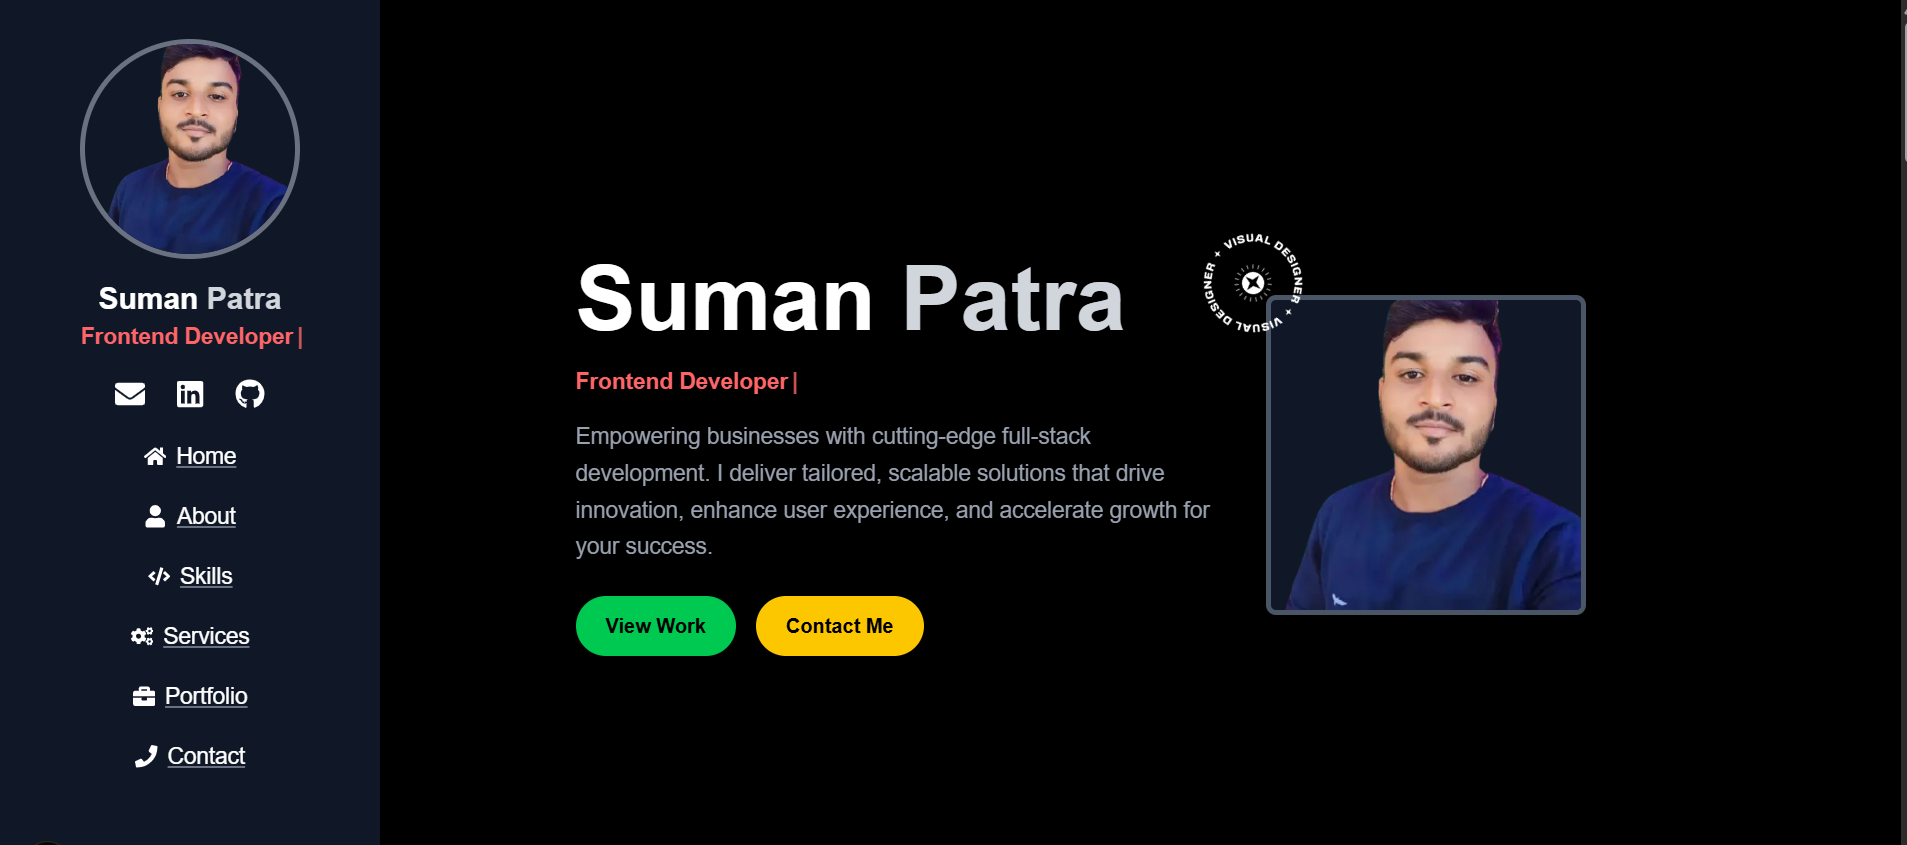 Suman Patra
Frontend Developer|
Home
About
Skills
Services
Portfolio
Contact
Suman Patra
Frontend Developer|
Empowering businesses with cutting-edge full-stack
development. I deliver tailored, scalable solutions that drive
innovation, enhance user experience, and accelerate growth for
your success.
View Work
Contact Me
VISUAL DESIGNER ✦ VISUAL DESIGNER ✦